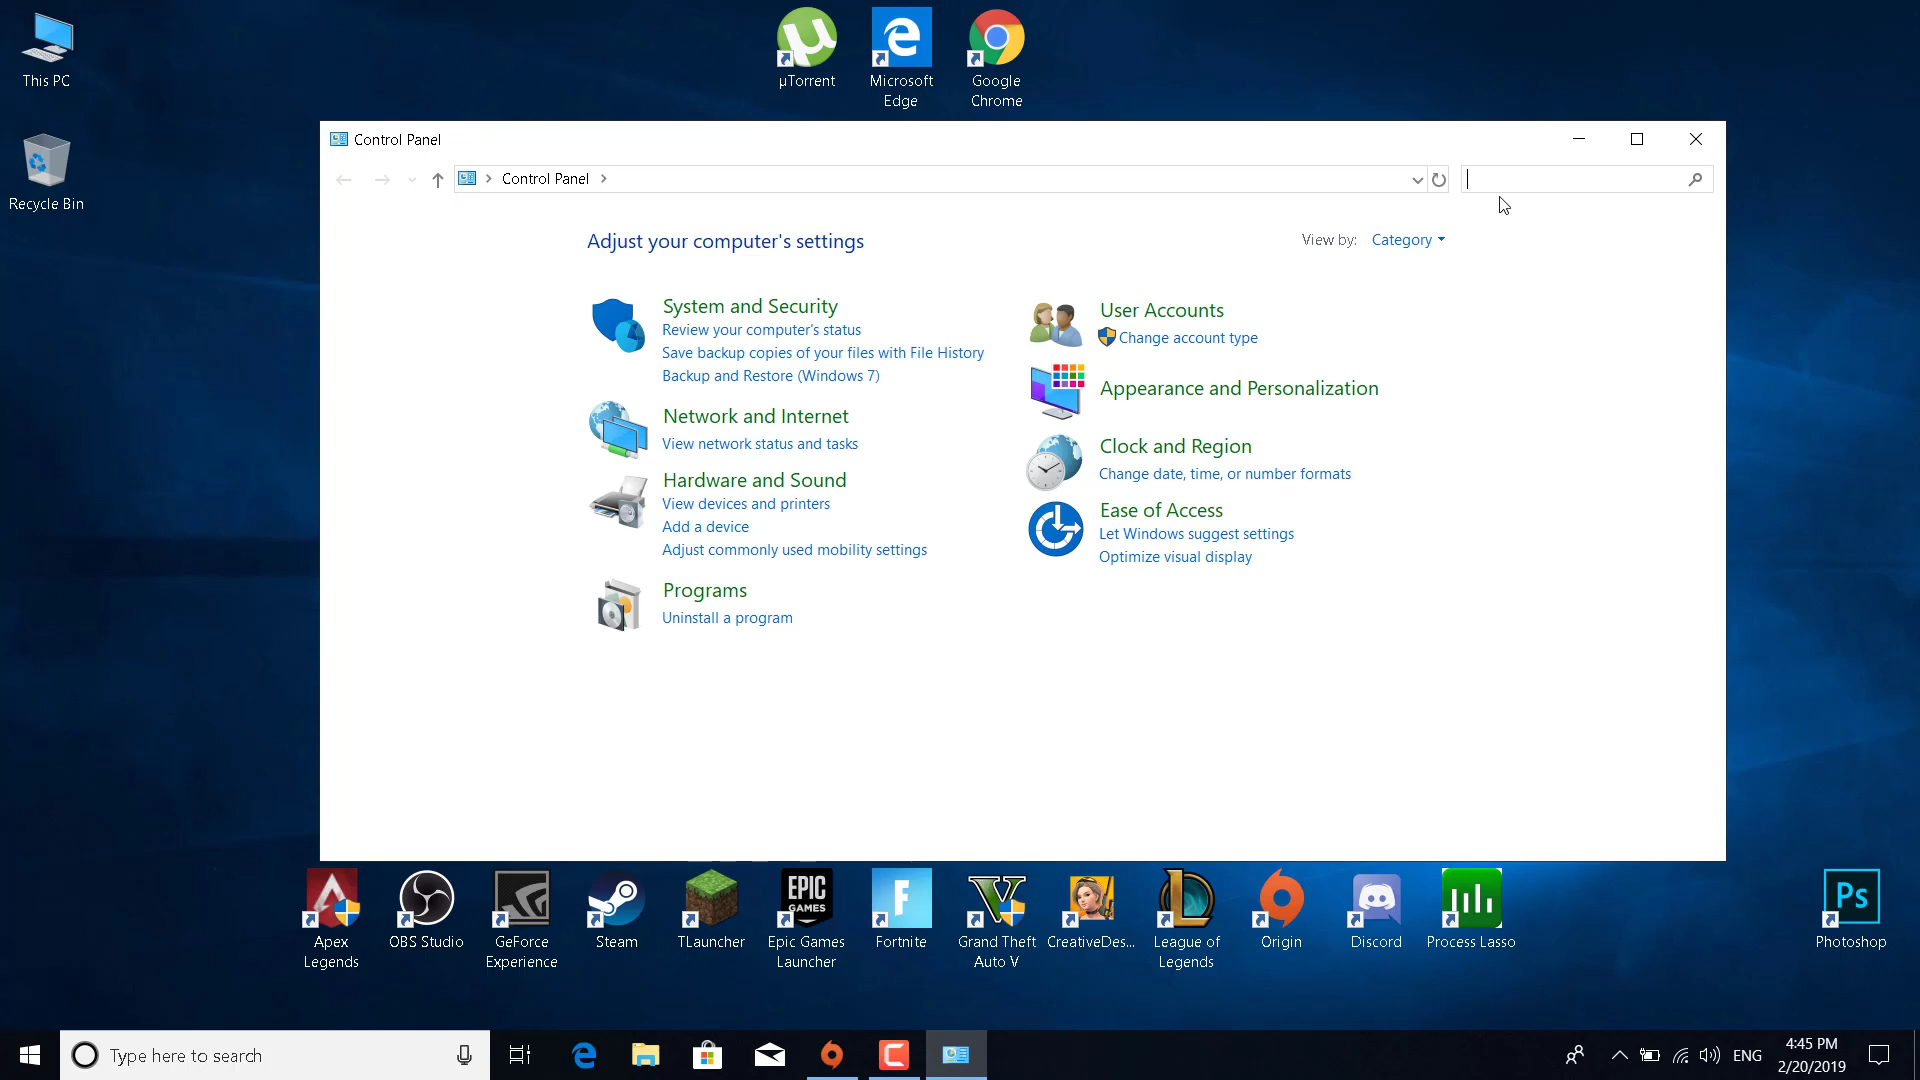 This PC
Recycle Bin
µTorrent
Microsoft
Edge
Google
Chrome
Control Panel
Control Panel
Adjust your computer's settings
View by: Category
System and Security
Review your computer's status
Save backup copies of your files with File History
Backup and Restore (Windows 7)
Network and Internet
View network status and tasks
Hardware and Sound
View devices and printers
Add a device
Adjust commonly used mobility settings
Programs
Uninstall a program
User Accounts
Change account type
Appearance and Personalization
Clock and Region
Change date, time, or number formats
Ease of Access
Let Windows suggest settings
Optimize visual display
Apex
Legends
OBS Studio
GeForce
Experience
Steam
TLauncher
EPIC
GAMES
Epic Games
Launcher
F
Fortnite
Grand Theft
Auto V
CreativeDes...
League of
Legends
Origin
Discord
Process Lasso
Ps
Photoshop
Type here to search
ENG
4:45 PM
2/20/2019